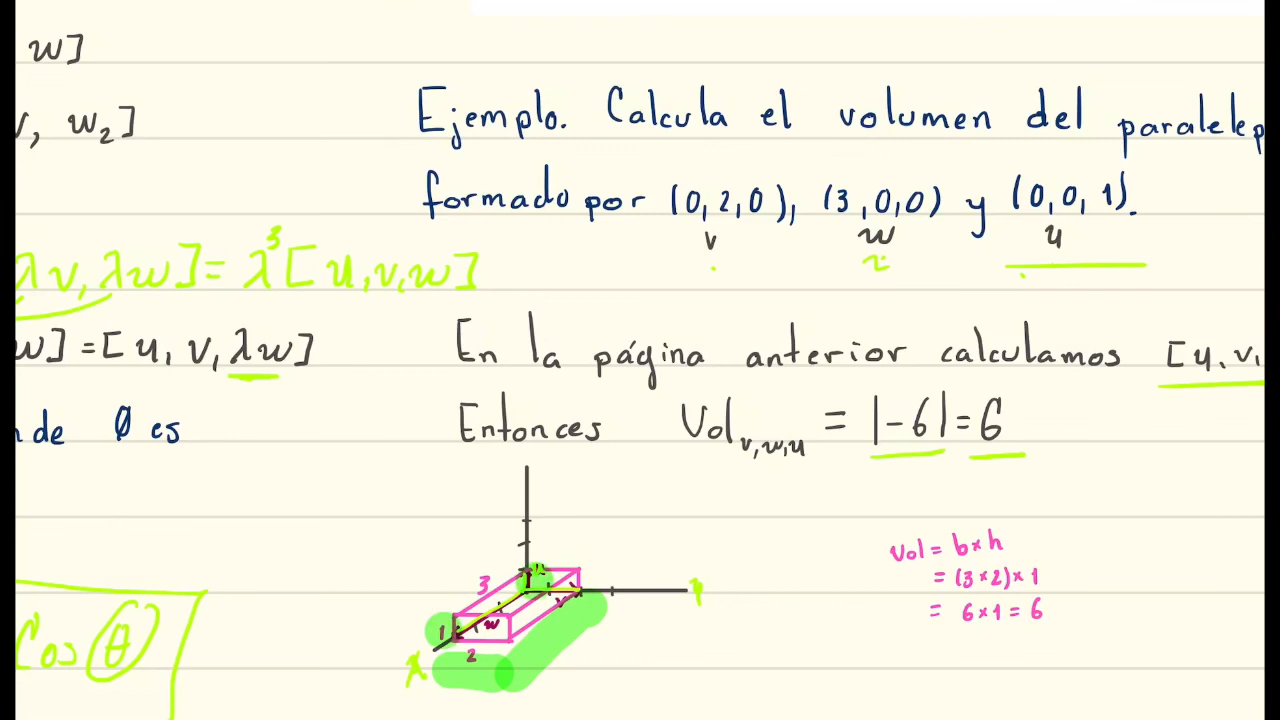 w]
v, w₂]
λv, λw] = λ³[u,v,w]
w] = [u, v, λw]
nde Ø es
Cos θ
Ejemplo. Calcula el volumen del paralelep
formado por (0,2,0), (3,0,0) y (0,0,1).
v w u
En la página anterior calculamos [u,v,
Entonces Vol v,w,u = |-6| = 6
3
u
v
w
1
2
x
y
Vol = b×h
= (3×2)×1
= 6×1 = 6